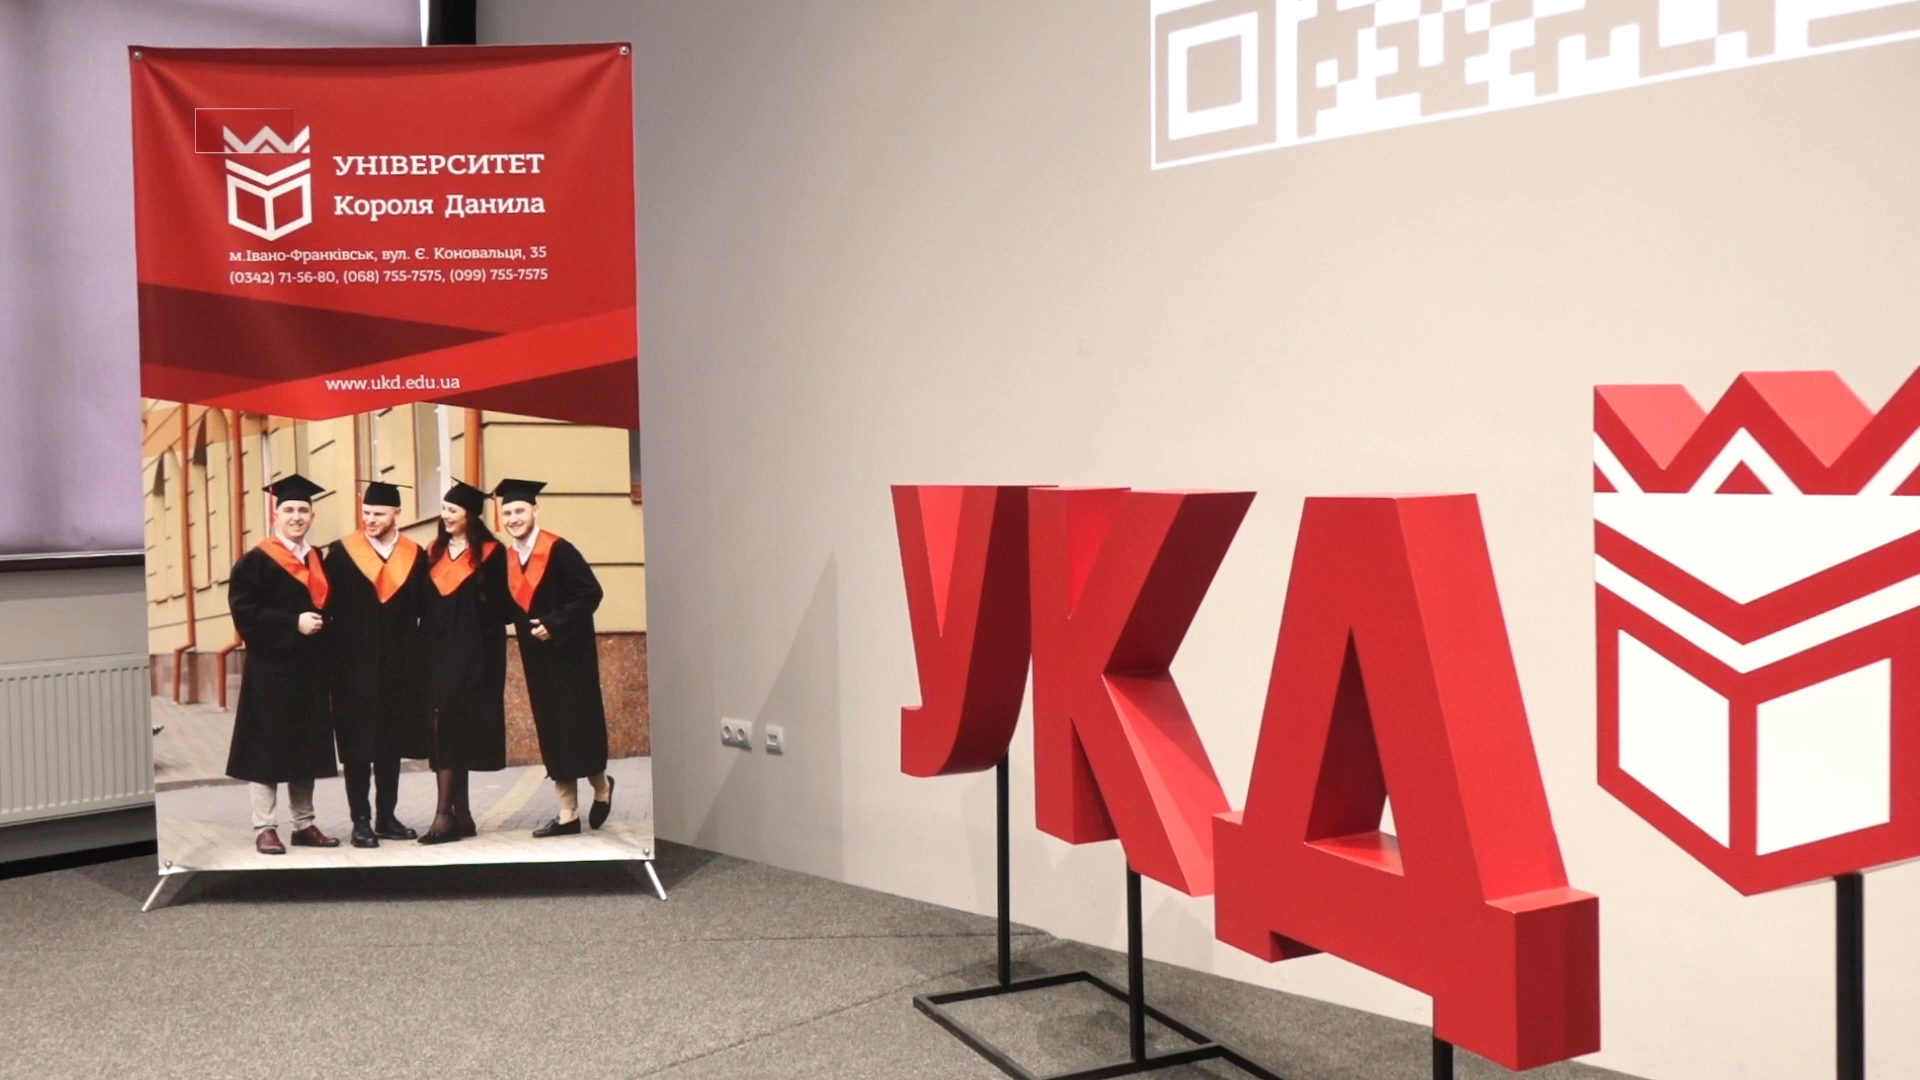 УНІВЕРСИТЕТ
Короля Данила
м.Івано-Франківськ, вул. Є. Коновальця, 35
(0342) 71-56-80, (068) 755-7575, (099) 755-7575
www.ukd.edu.ua
УКД